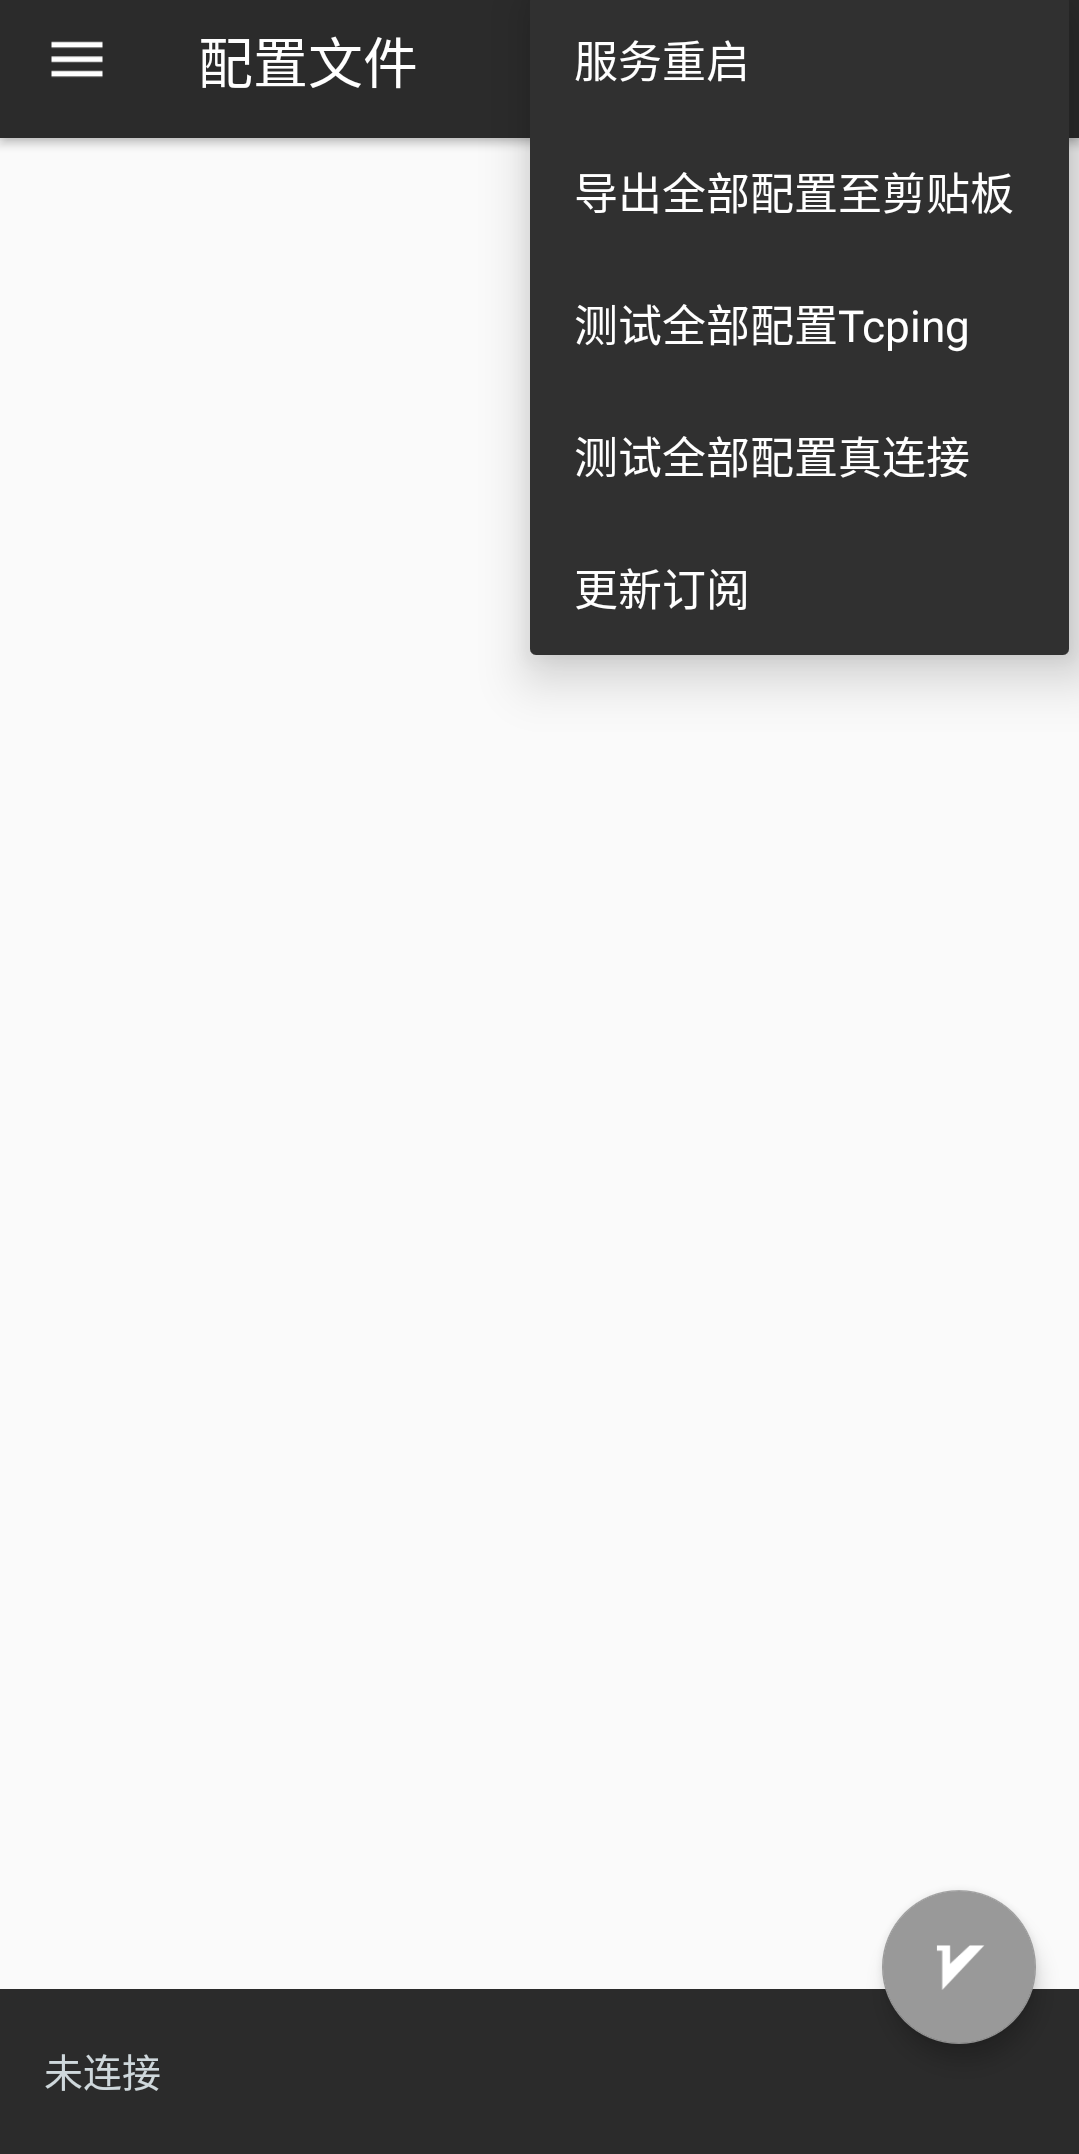 配置文件
服务重启
导出全部配置至剪贴板
测试全部配置Tcping
测试全部配置真连接
更新订阅
未连接